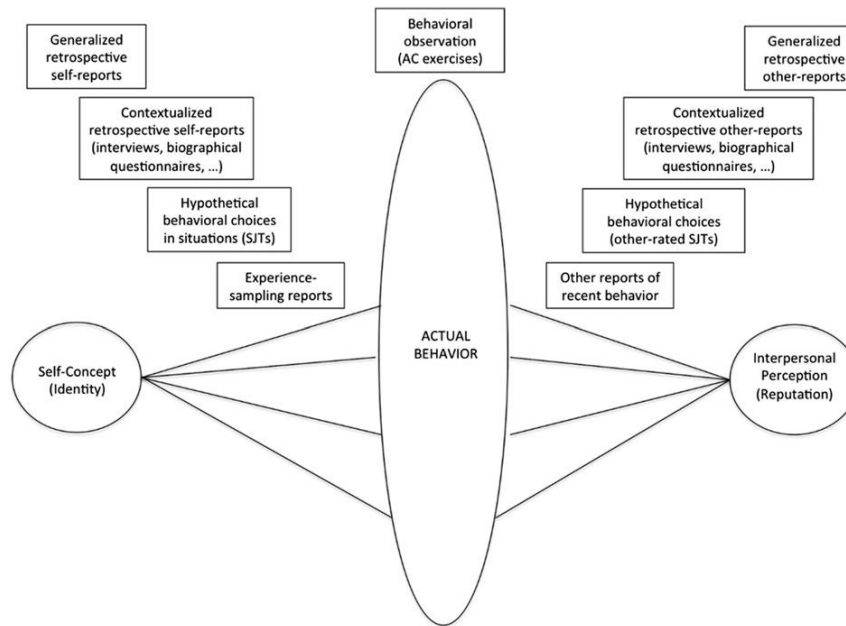 Generalized
retrospective
self-reports
Contextualized
retrospective self-reports
(interviews, biographical
questionnaires, ...)
Hypothetical
behavioral choices
in situations (SJTs)
Experience-
sampling reports
Self-Concept
(Identity)
Behavioral
observation
(AC exercises)
ACTUAL
BEHAVIOR
Generalized
retrospective
other-reports
Contextualized
retrospective other-reports
(interviews, biographical
questionnaires, ...)
Hypothetical
behavioral choices
(other-rated SJTs)
Other reports of
recent behavior
Interpersonal
Perception
(Reputation)